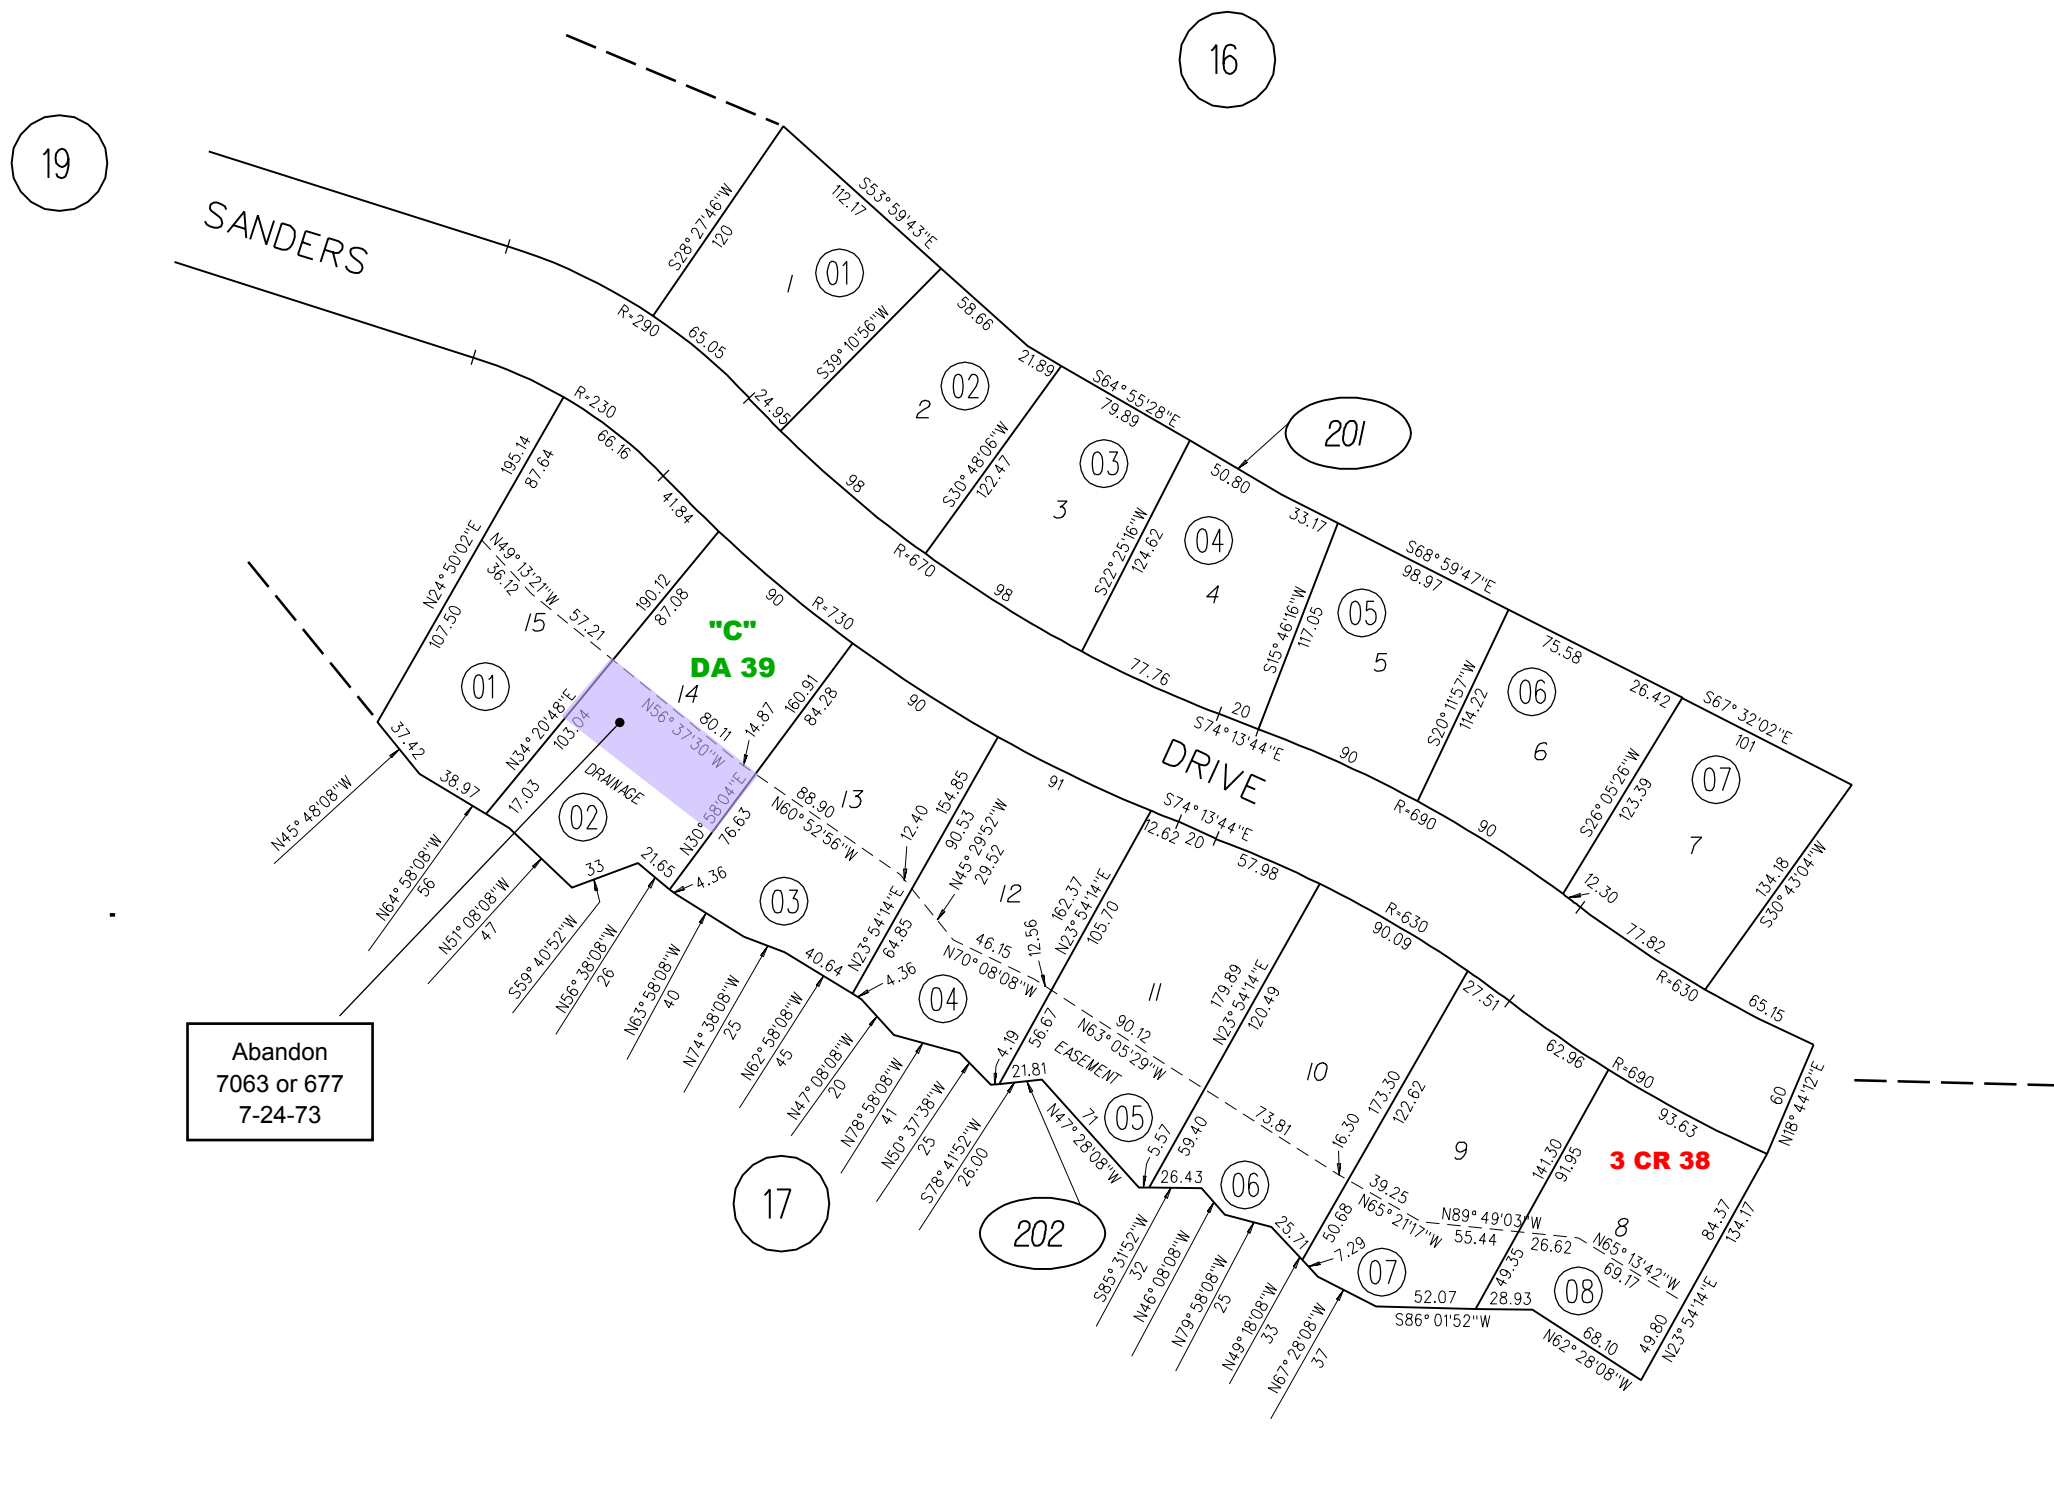 16
19
SANDERS
S28° 27'46"W
120
112.17
S53° 59'43"E
1
01
R=290
65.05
24.95
S39° 10'56"W
58.66
21.89
2
02
98
S30° 48'06"W
122.47
S64° 55'28"E
79.89
3
03
201
50.80
33.17
R=670
98
S22° 25'16"W
124.62
04
4
77.76
20
S74° 13'44"E
S15° 46'16"W
117.05
S68° 59'47"E
98.97
05
5
90
R=690
S20° 11'57"W
114.22
75.58
26.42
06
6
90
S26° 05'26"W
123.39
S67° 32'02"E
101
07
7
12.30
77.82
R=630
65.15
134.18
S30° 43'04"W
60
N18° 44'12"E
DRIVE
R=230
66.16
41.84
195.14
87.64
N24° 50'02"E
107.50
N49° 13'21"W
36.12
57.21
15
01
37.42
38.97
N45° 48'08"W
N64° 58'08"W
56
190.12
87.08
90
R=730
"C"
DA 39
14
N56° 37'30"W
80.11
14.87
N34° 20'48"E
103.04
17.03
DRAINAGE
02
33
21.65
N51° 08'08"W
47
S59° 40'52"W
N56° 38'08"W
26
160.91
84.28
90
N30° 58'04"E
76.63
4.36
88.90
N60° 52'56"W
13
12.40
03
40.64
N63° 58'08"W
40
N74° 38'08"W
25
N62° 58'08"W
45
154.85
90.53
91
N23° 54'14"E
64.85
4.36
N45° 29'52"W
29.52
12
46.15
N70° 08'08"W
12.56
04
N47° 08'08"W
20
N78° 58'08"W
41
N50° 37'38"W
25
4.19
S74° 13'44"E
12.62
20
57.98
162.37
N23° 54'14"E
105.70
56.67
21.81
S78° 41'52"W
26.00
11
90.12
N63° 05'29"W
EASEMENT
71
N47° 28'08"W
05
5.57
R=630
90.09
179.89
N23° 54'14"E
120.49
59.40
26.43
S85° 31'52"W
32
10
73.81
16.30
06
N46° 08'08"W
N79° 58'08"W
25
25.71
N49° 18'08"W
33
27.51
62.96
R=690
173.30
122.62
50.68
7.29
N67° 28'08"W
37
9
39.25
N65° 21'17"W
N89° 49'03"W
55.44
26.62
07
52.07
S86° 01'52"W
28.93
93.63
141.30
91.95
49.35
3 CR 38
8
N65° 13'42"W
69.17
08
84.37
134.17
N23° 54'14"E
49.80
68.10
N62° 28'08"W
Abandon
7063 or 677
7-24-73
17
202